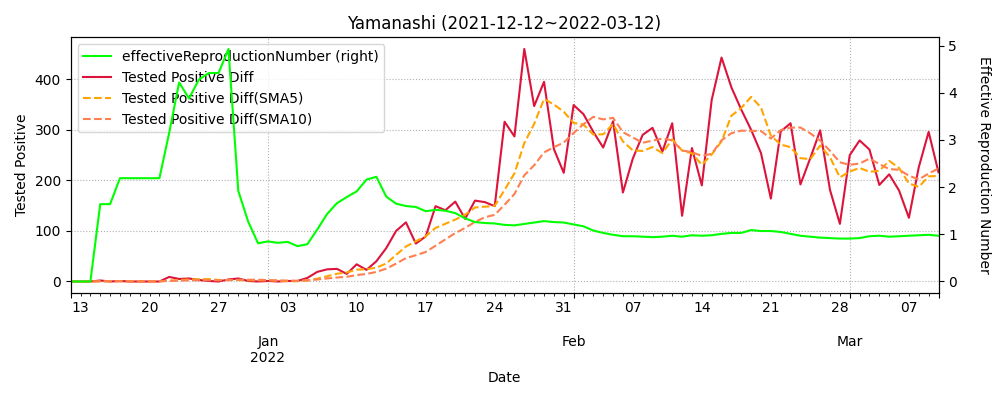 Yamanashi (2021-12-12~2022-03-12)
effectiveReproductionNumber (right)
Tested Positive Diff
Tested Positive Diff(SMA5)
Tested Positive Diff(SMA10)
Tested Positive
400
300
200
100
0
5
4
3
2
1
0
Effective Reproduction Number
13 20 27 03 10 17 24 31 07 14 21 28 07
Jan Feb Mar
2022
Date